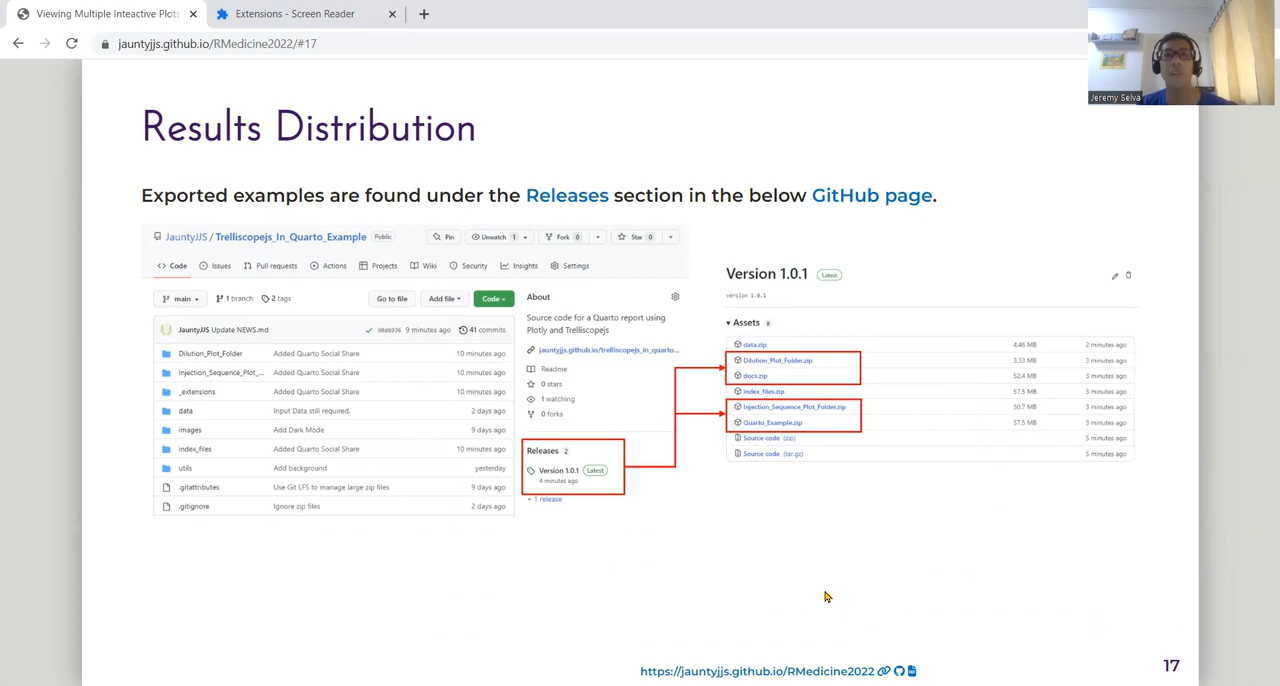 Viewing Multiple Inteactive Plots
Extensions - Screen Reader
jauntyjjs.github.io/RMedicine2022/#17
Jeremy Selva
Results Distribution
Exported examples are found under the Releases section in the below GitHub page.
JauntyJJS / Trelliscopejs_In_Quarto_Example Public
Pin Unwatch 1 Fork 0 Star 0
Code Issues Pull requests Actions Projects Wiki Security Insights Settings
main 1 branch 2 tags Go to file Add file Code
JauntyJJS Update NEWS.md 9 minutes ago 41 commits
Dilution_Plot_Folder Added Quarto Social Share 10 minutes ago
Injection_Sequence_Plot_... Added Quarto Social Share 10 minutes ago
_extensions Added Quarto Social Share 10 minutes ago
data Input Data still required. 2 days ago
images Add Dark Mode 9 days ago
index_files Added Quarto Social Share 10 minutes ago
utils Add background yesterday
.gitattributes Use Git LFS to manage large zip files 9 days ago
.gitignore Ignore zip files 2 days ago
About
Source code for a Quarto report using
Plotly and Trelliscopejs
jauntyjjs.github.io/trelliscopejs_in_quarto...
Readme
0 stars
1 watching
0 forks
Releases 2
Version 1.0.1 Latest
4 minutes ago
+ 1 release
Version 1.0.1 Latest
version 1.0.1
Assets 8
data.zip 4.46 MB 2 minutes ago
Dilution_Plot_Folder.zip 3.33 MB 3 minutes ago
docs.zip 52.4 MB 3 minutes ago
index_files.zip 57.5 MB 3 minutes ago
Injection_Sequence_Plot_Folder.zip 50.7 MB 3 minutes ago
Quarto_Example.zip 57.5 MB 3 minutes ago
Source code (zip) 5 minutes ago
Source code (tar.gz) 5 minutes ago
https://jauntyjjs.github.io/RMedicine2022
17